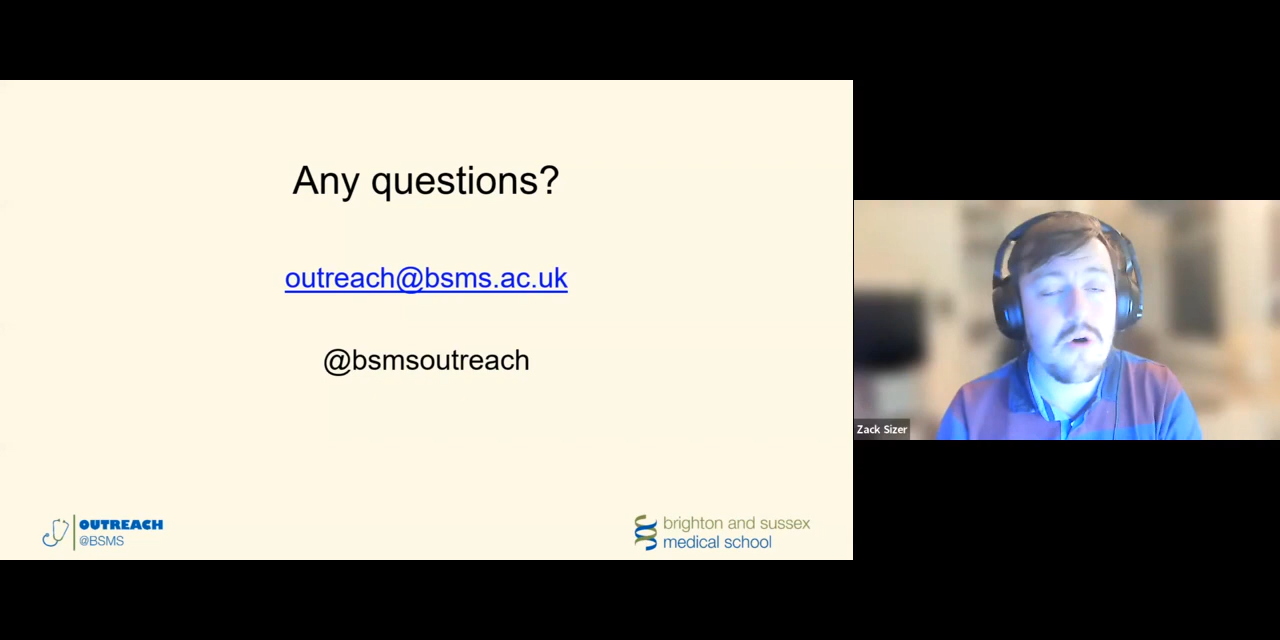 Any questions?
outreach@bsms.ac.uk
@bsmsoutreach
OUTREACH
@BSMS
brighton and sussex
medical school
Zack Sizer